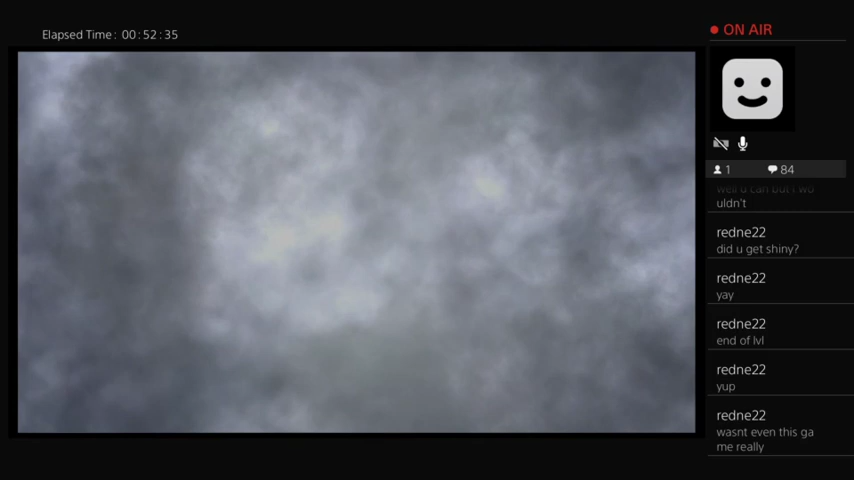 Elapsed Time: 00:52:35
ON AIR
1 84
well u can but i wo
uldn't
redne22
did u get shiny?
redne22
yay
redne22
end of lvl
redne22
yup
redne22
wasnt even this ga
me really